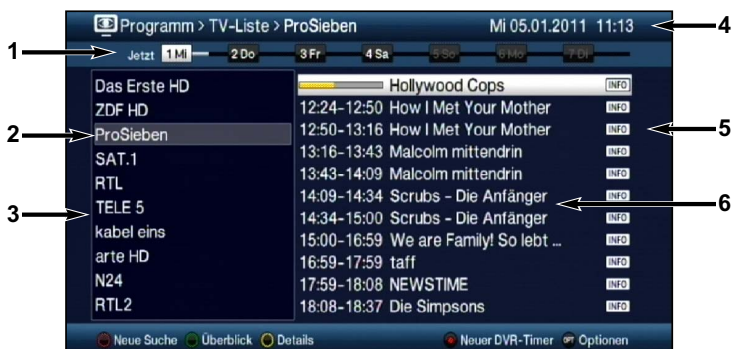 Programm > TV-Liste > ProSieben Mi 05.01.2011 11:13
4
1
Jetzt 1 Mi 2 Do 3 Fr 4 Sa 5 So 6 Mo 7 Di
Das Erste HD
ZDF HD
ProSieben
SAT.1
RTL
TELE 5
kabel eins
arte HD
N24
RTL2
2
3
Hollywood Cops INFO
12:24-12:50 How I Met Your Mother INFO
12:50-13:16 How I Met Your Mother INFO
13:16-13:43 Malcolm mittendrin INFO
13:43-14:09 Malcolm mittendrin INFO
14:09-14:34 Scrubs - Die Anfänger INFO
14:34-15:00 Scrubs - Die Anfänger INFO
15:00-16:59 We are Family! So lebt ... INFO
16:59-17:59 taff INFO
17:59-18:08 NEWSTIME INFO
18:08-18:37 Die Simpsons INFO
5
6
Neue Suche Überblick Details Neuer DVR-Timer OPT Optionen